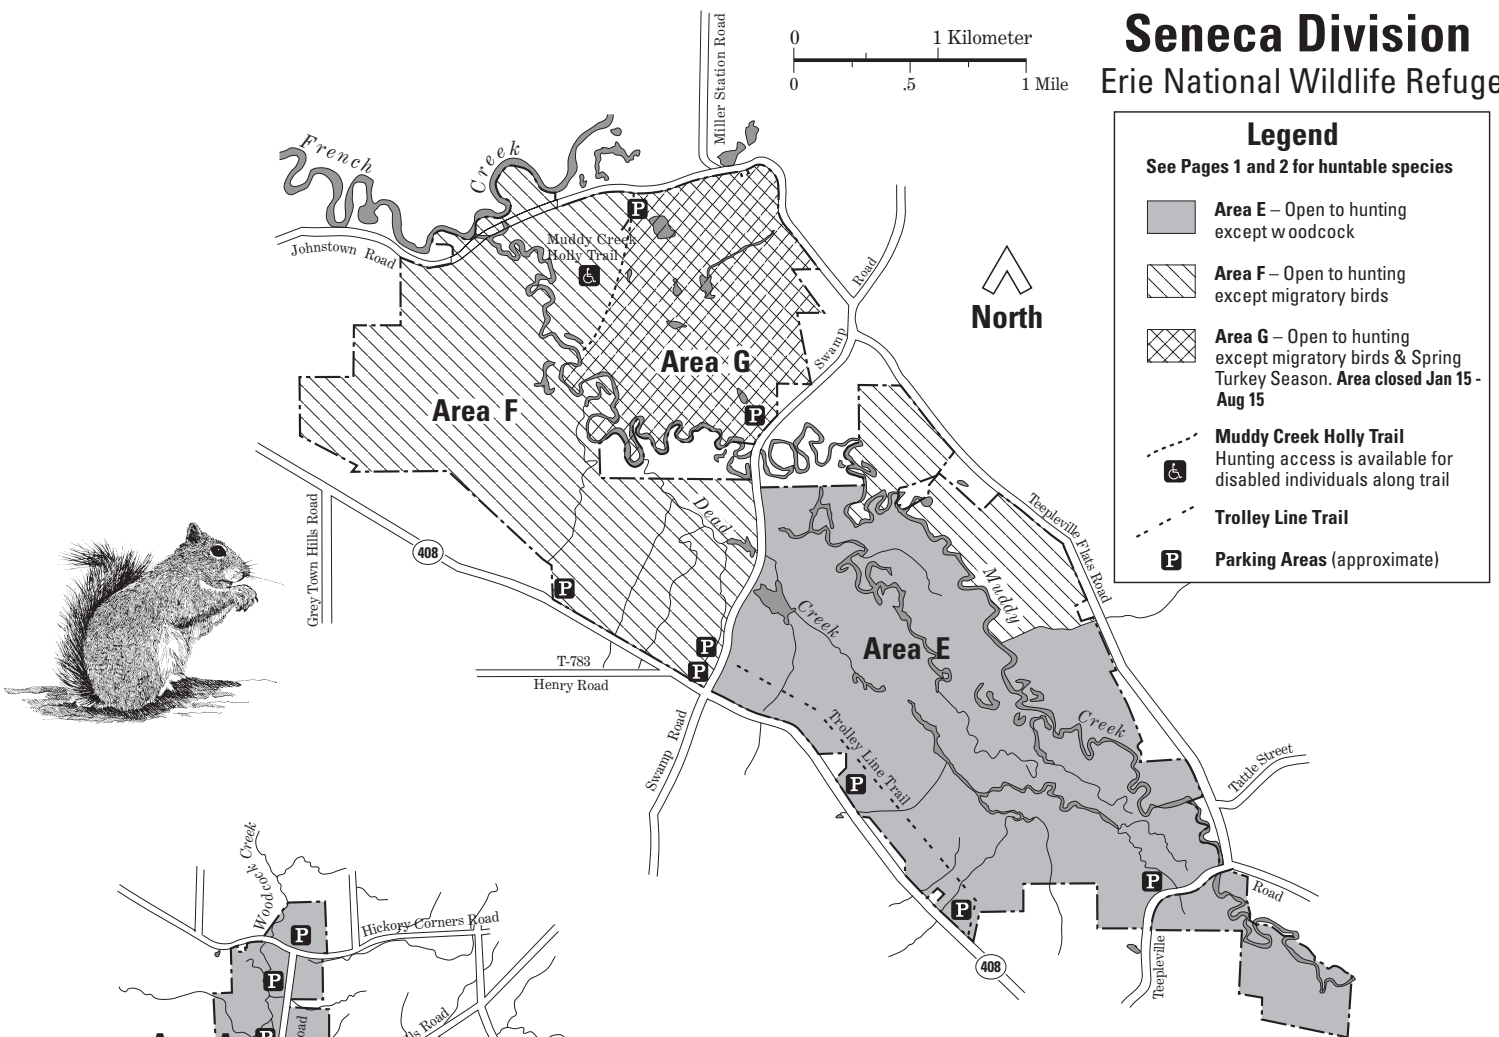 Seneca Division
Erie National Wildlife Refuge
0 1 Kilometer
0 .5 1 Mile
Legend
See Pages 1 and 2 for huntable species
Area E – Open to hunting
except woodcock
Area F – Open to hunting
except migratory birds
Area G – Open to hunting
except migratory birds & Spring
Turkey Season. Area closed Jan 15 -
Aug 15
Muddy Creek Holly Trail
Hunting access is available for
disabled individuals along trail
Trolley Line Trail
P Parking Areas (approximate)
North
Miller Station Road
French Creek
Johnstown Road
P
Muddy Creek
Holly Trail
Swamp Road
Area G
Area F
P
Grey Town Hills Road
408
Dead Creek
Teepleville Flats Road
Muddy Creek
P
Area E
P
P
T-783
Henry Road
Swamp Road
Trolley Line Trail
P
Tattle Street
P
P
Teepleville Road
408
Woodcock Creek
Hickory Corners Road
P
P
P